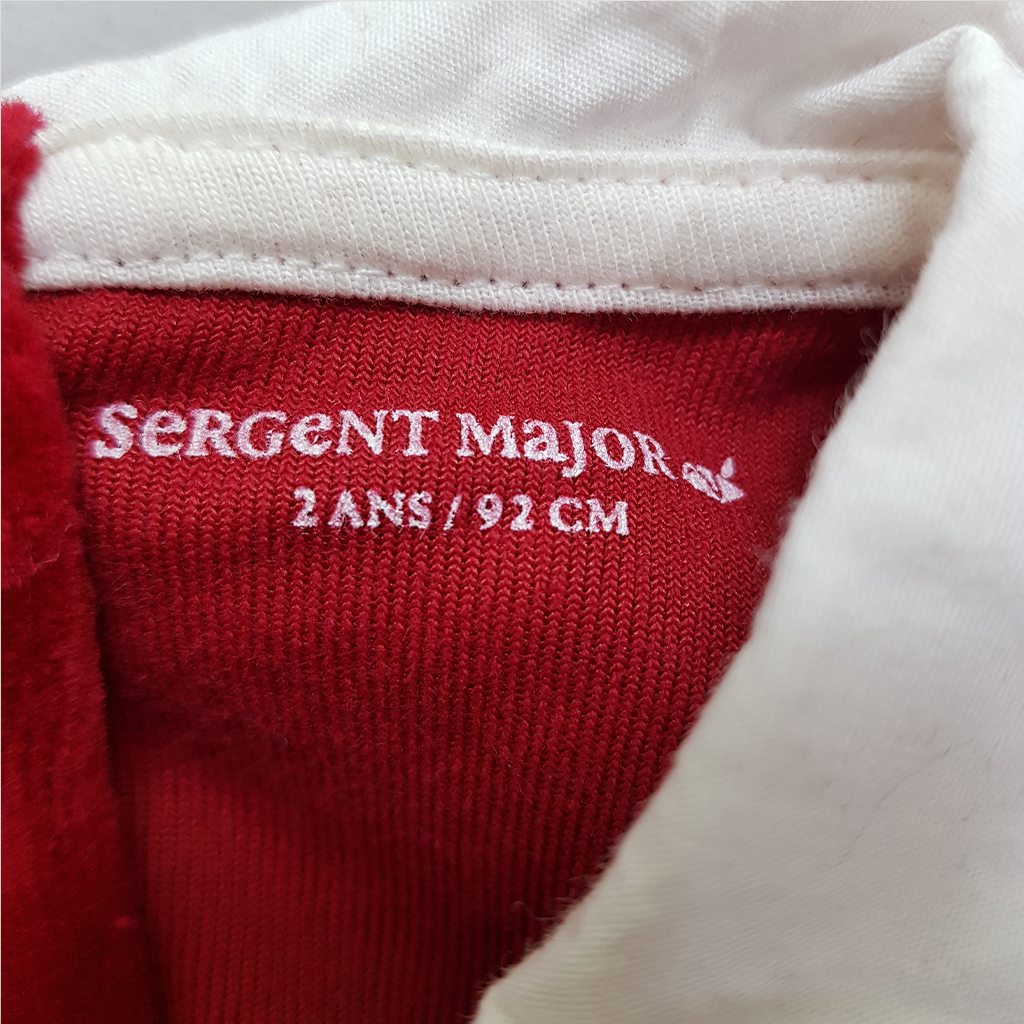 SeRGeNT MaJOR
2 ANS / 92 CM